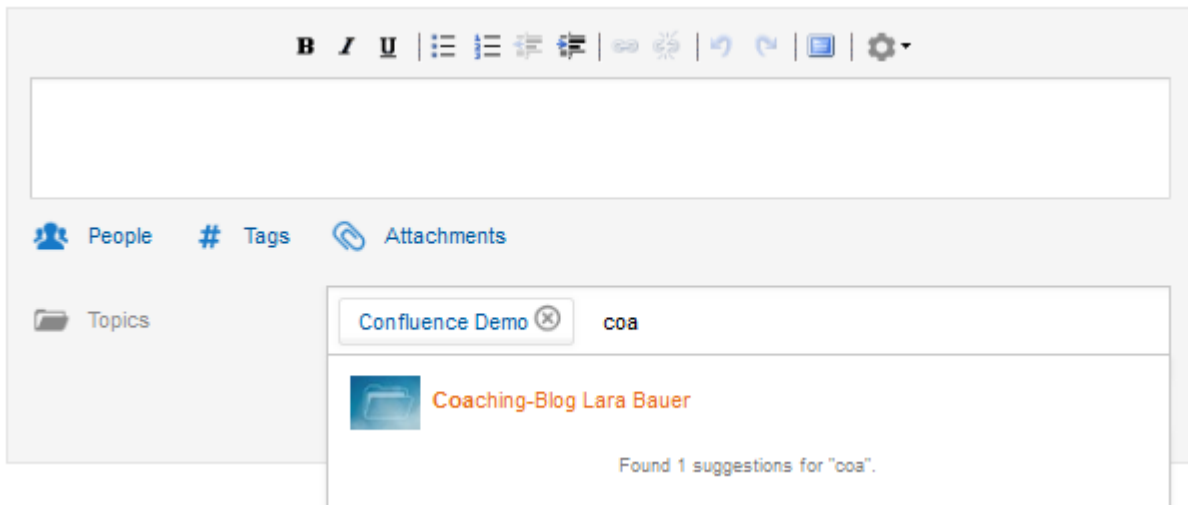 B I U
People # Tags Attachments
Topics Confluence Demo coa
Coaching-Blog Lara Bauer
Found 1 suggestions for "coa".